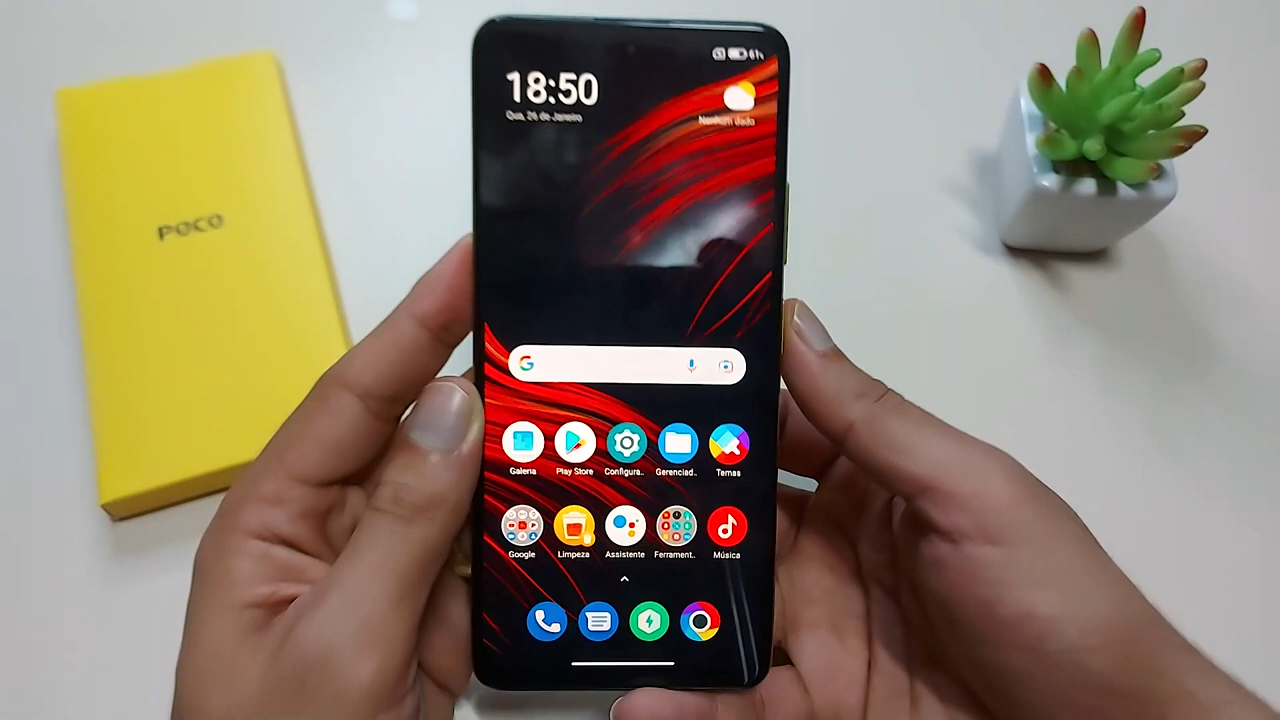 POCO
61%
18:50
Qua, 26 de Janeiro
Nenhum dado
G
Galeria
Play Store
Configura..
Gerenciad..
Temas
Google
Limpeza
Assistente
Ferrament..
Música